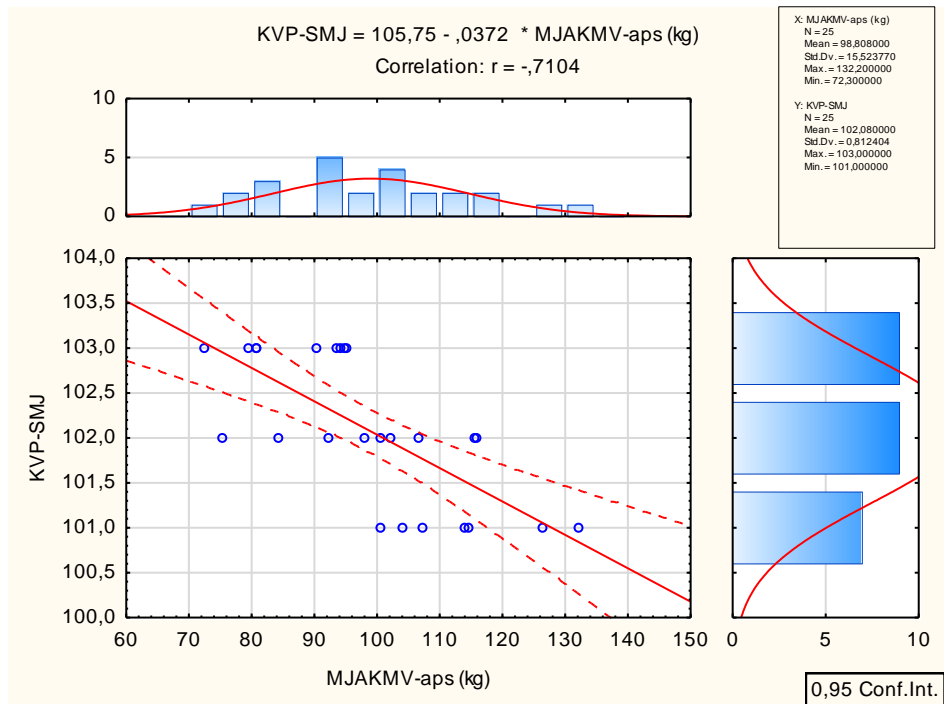 KVP-SMJ = 105,75 - ,0372 * MJAKMV-aps (kg)
Correlation: r = -,7104
X: MJAKMV-aps (kg)
N = 25
Mean = 98,808000
Std.Dv. = 15,523770
Max. = 132,200000
Min. = 72,300000
Y: KVP-SMJ
N = 25
Mean = 102,080000
Std.Dv. = 0,812404
Max. = 103,000000
Min. = 101,000000
10
5
0
104,0
103,5
103,0
102,5
102,0
101,5
101,0
100,5
100,0
KVP-SMJ
60 70 80 90 100 110 120 130 140 150
MJAKMV-aps (kg)
0 5 10
0,95 Conf.Int.